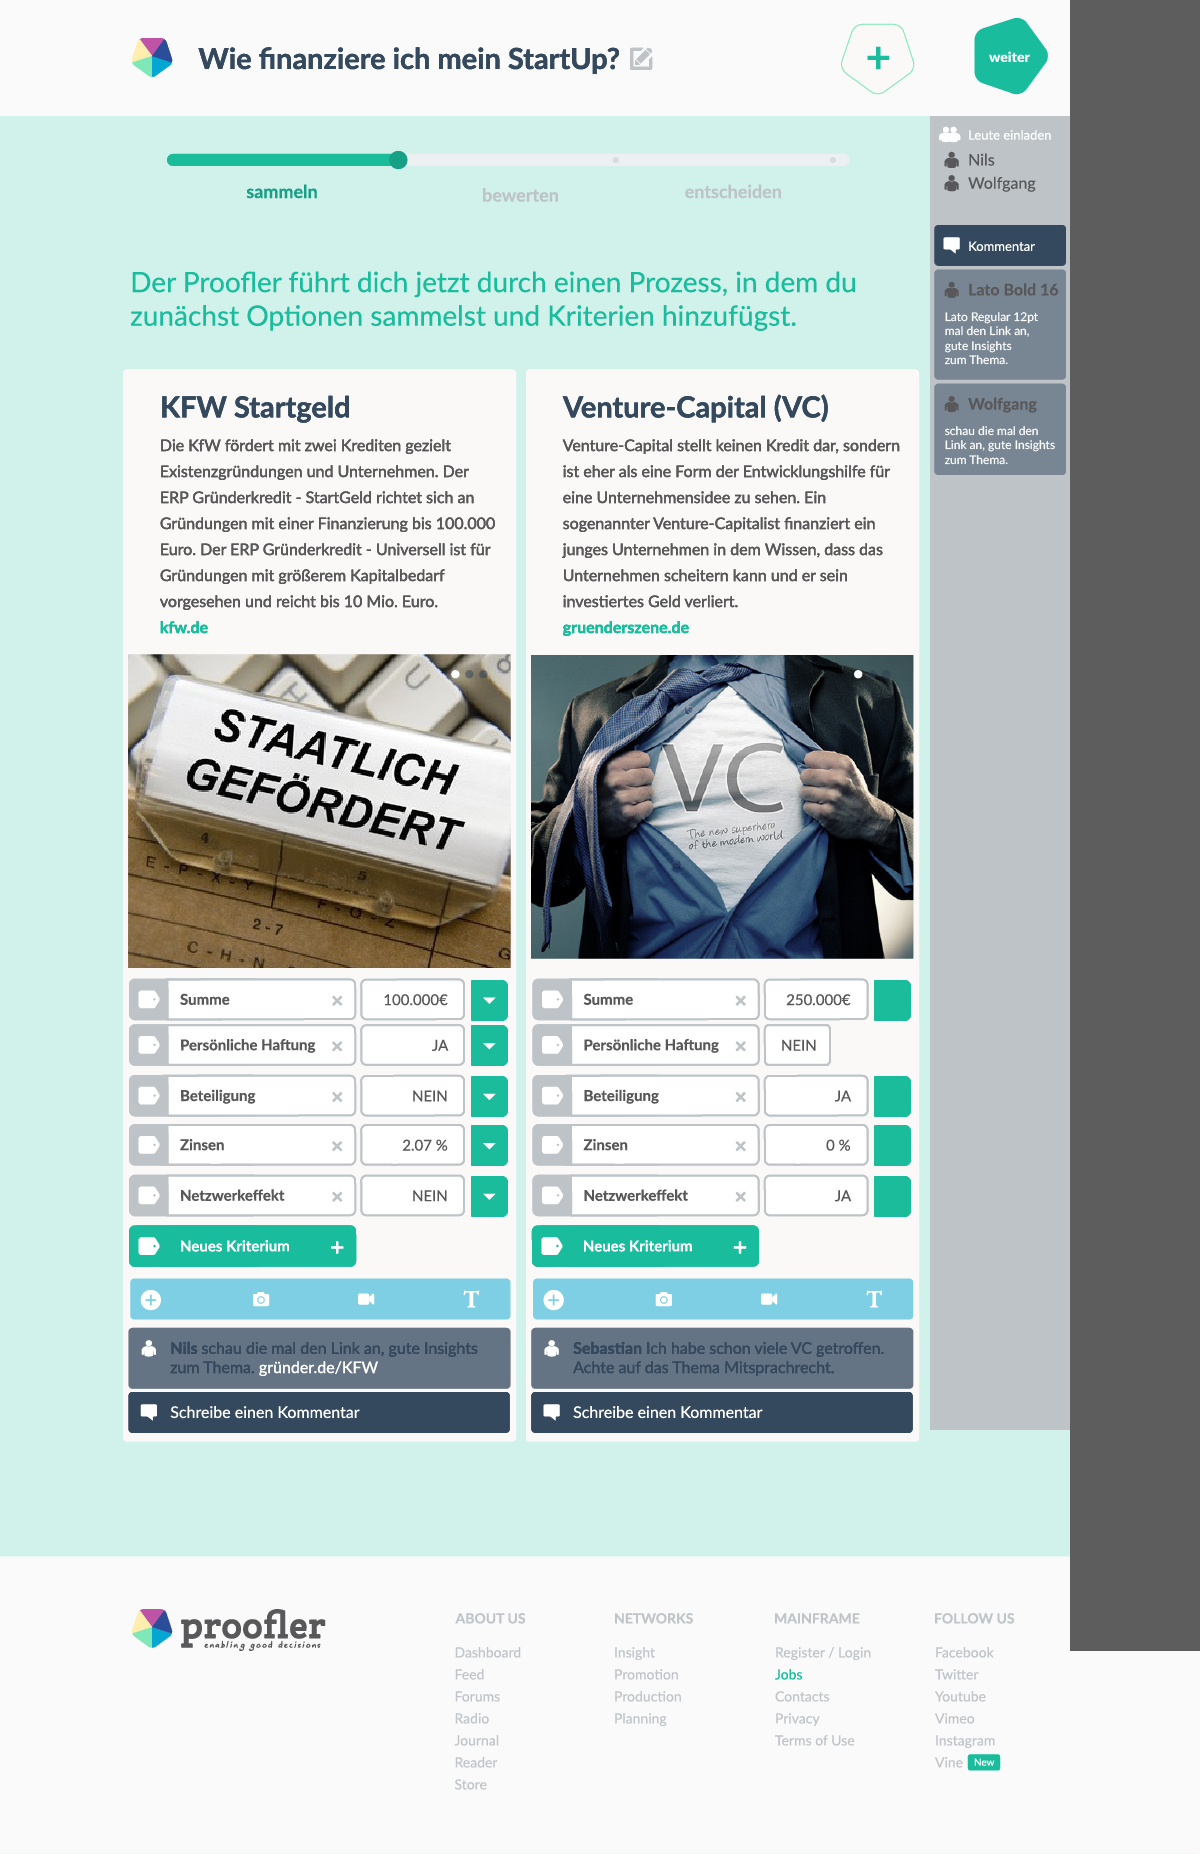 Wie finanziere ich mein StartUp?
+
weiter
Leute einladen
Nils
Wolfgang
sammeln
bewerten
entscheiden
Kommentar
Lato Bold 16
Lato Regular 12pt
mal den Link an,
gute Insights
zum Thema.
Wolfgang
schau die mal den
Link an, gute Insights
zum Thema.
Der Proofler führt dich jetzt durch einen Prozess, in dem du
zunächst Optionen sammelst und Kriterien hinzufügst.
KFW Startgeld
Die KfW fördert mit zwei Krediten gezielt
Existenzgründungen und Unternehmen. Der
ERP Gründerkredit - StartGeld richtet sich an
Gründungen mit einer Finanzierung bis 100.000
Euro. Der ERP Gründerkredit - Universell ist für
Gründungen mit größerem Kapitalbedarf
vorgesehen und reicht bis 10 Mio. Euro.
kfw.de
STAATLICH
GEFÖRDERT
4
E-P-X-Y
5
F-Q-Z
2-7
C-H-N
G
Summe
100.000€
Persönliche Haftung
JA
Beteiligung
NEIN
Zinsen
2.07 %
Netzwerkeffekt
NEIN
Neues Kriterium +
T
Nils schau die mal den Link an, gute Insights
zum Thema. gründer.de/KFW
Schreibe einen Kommentar
Venture-Capital (VC)
Venture-Capital stellt keinen Kredit dar, sondern
ist eher als eine Form der Entwicklungshilfe für
eine Unternehmensidee zu sehen. Ein
sogenannter Venture-Capitalist finanziert ein
junges Unternehmen in dem Wissen, dass das
Unternehmen scheitern kann und er sein
investiertes Geld verliert.
gruenderszene.de
VC
The new superhero
of the modern world.
Summe
250.000€
Persönliche Haftung
NEIN
Beteiligung
JA
Zinsen
0 %
Netzwerkeffekt
JA
Neues Kriterium +
T
Sebastian Ich habe schon viele VC getroffen.
Achte auf das Thema Mitsprachrecht.
Schreibe einen Kommentar
proofler
enabling good decisions
ABOUT US
Dashboard
Feed
Forums
Radio
Journal
Reader
Store
NETWORKS
Insight
Promotion
Production
Planning
MAINFRAME
Register / Login
Jobs
Contacts
Privacy
Terms of Use
FOLLOW US
Facebook
Twitter
Youtube
Vimeo
Instagram
Vine New